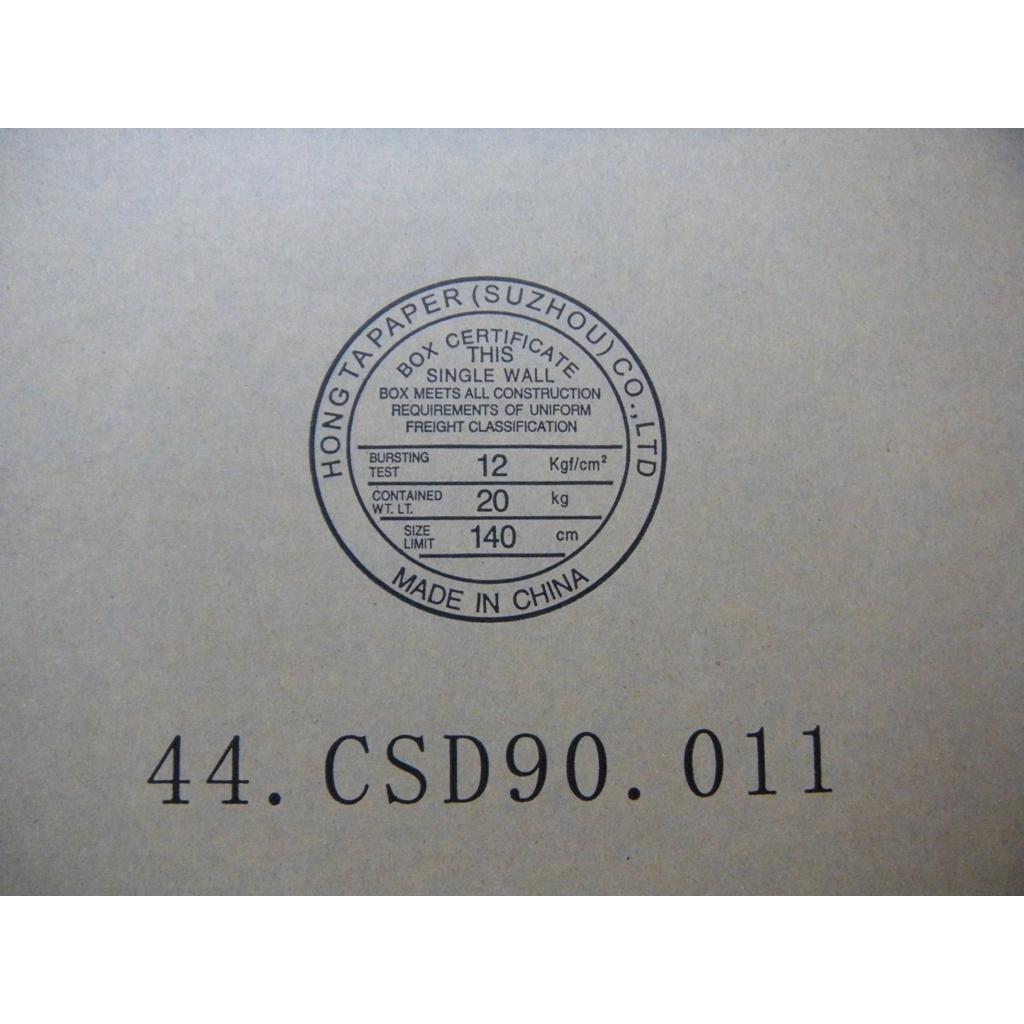 HONG TA PAPER (SUZHOU) CO.,LTD
BOX CERTIFICATE
THIS
SINGLE WALL
BOX MEETS ALL CONSTRUCTION
REQUIREMENTS OF UNIFORM
FREIGHT CLASSIFICATION
BURSTING TEST 12 Kgf/cm²
CONTAINED WT. LT. 20 kg
SIZE LIMIT 140 cm
MADE IN CHINA
44.CSD90.011